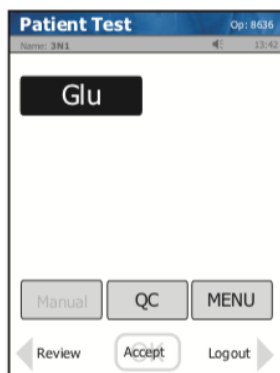 Patient Test Op: 8636
Name: 3N1 13:42
Glu
Manual QC MENU
Review Accept Logout